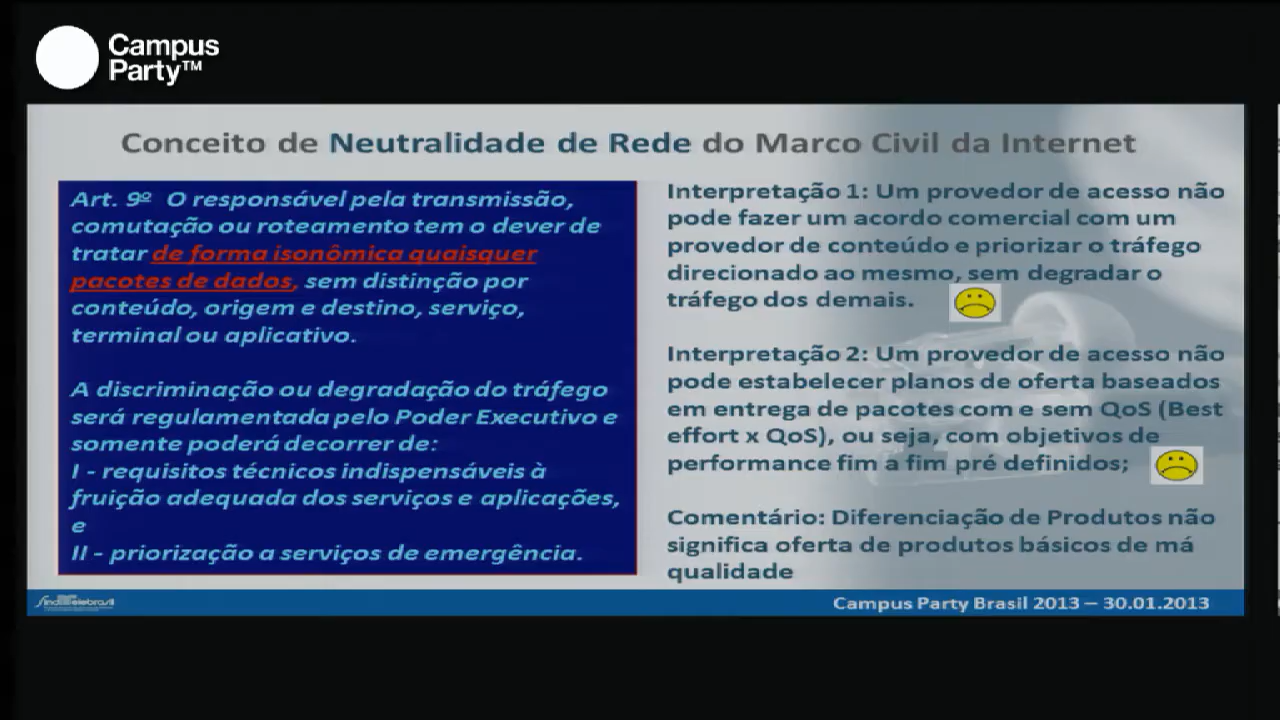 Campus
Party™
Conceito de Neutralidade de Rede do Marco Civil da Internet
Art. 9º O responsável pela transmissão,
comutação ou roteamento tem o dever de
tratar de forma isonômica quaisquer
pacotes de dados, sem distinção por
conteúdo, origem e destino, serviço,
terminal ou aplicativo.
A discriminação ou degradação do tráfego
será regulamentada pelo Poder Executivo e
somente poderá decorrer de:
I - requisitos técnicos indispensáveis à
fruição adequada dos serviços e aplicações,
e
II - priorização a serviços de emergência.
Interpretação 1: Um provedor de acesso não
pode fazer um acordo comercial com um
provedor de conteúdo e priorizar o tráfego
direcionado ao mesmo, sem degradar o
tráfego dos demais.
Interpretação 2: Um provedor de acesso não
pode estabelecer planos de oferta baseados
em entrega de pacotes com e sem QoS (Best
effort x QoS), ou seja, com objetivos de
performance fim a fim pré definidos;
Comentário: Diferenciação de Produtos não
significa oferta de produtos básicos de má
qualidade
Campus Party Brasil 2013 – 30.01.2013